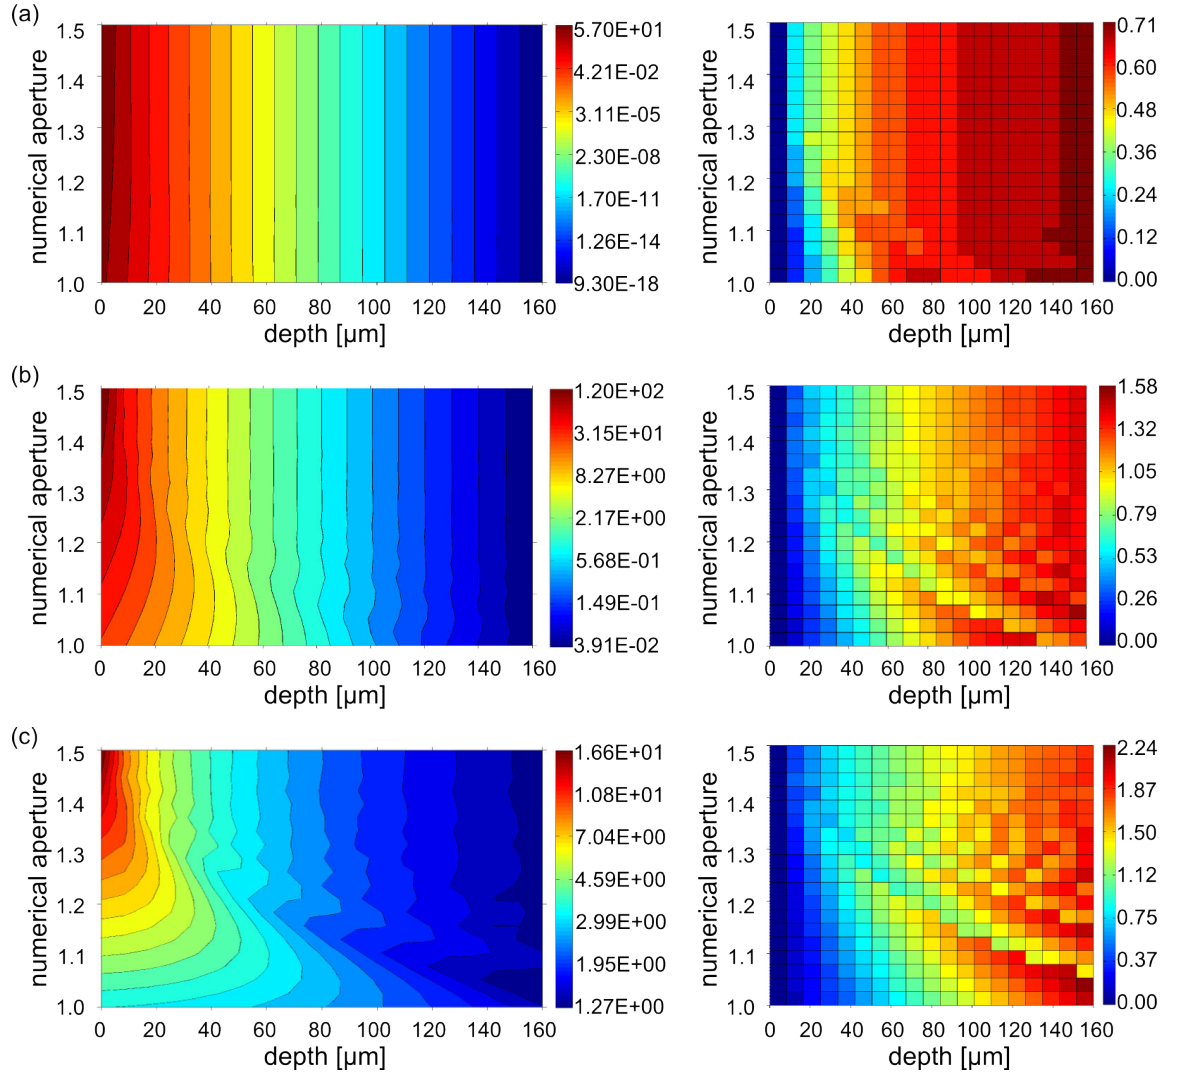 (a)
numerical aperture
1.5
1.4
1.3
1.2
1.1
1.0
0 20 40 60 80 100 120 140 160
depth [µm]
5.70E+01
4.21E-02
3.11E-05
2.30E-08
1.70E-11
1.26E-14
9.30E-18
numerical aperture
1.5
1.4
1.3
1.2
1.1
1.0
0 20 40 60 80 100 120 140 160
depth [µm]
0.71
0.60
0.48
0.36
0.24
0.12
0.00
(b)
numerical aperture
1.5
1.4
1.3
1.2
1.1
1.0
0 20 40 60 80 100 120 140 160
depth [µm]
1.20E+02
3.15E+01
8.27E+00
2.17E+00
5.68E-01
1.49E-01
3.91E-02
numerical aperture
1.5
1.4
1.3
1.2
1.1
1.0
0 20 40 60 80 100 120 140 160
depth [µm]
1.58
1.32
1.05
0.79
0.53
0.26
0.00
(c)
numerical aperture
1.5
1.4
1.3
1.2
1.1
1.0
0 20 40 60 80 100 120 140 160
depth [µm]
1.66E+01
1.08E+01
7.04E+00
4.59E+00
2.99E+00
1.95E+00
1.27E+00
numerical aperture
1.5
1.4
1.3
1.2
1.1
1.0
0 20 40 60 80 100 120 140 160
depth [µm]
2.24
1.87
1.50
1.12
0.75
0.37
0.00